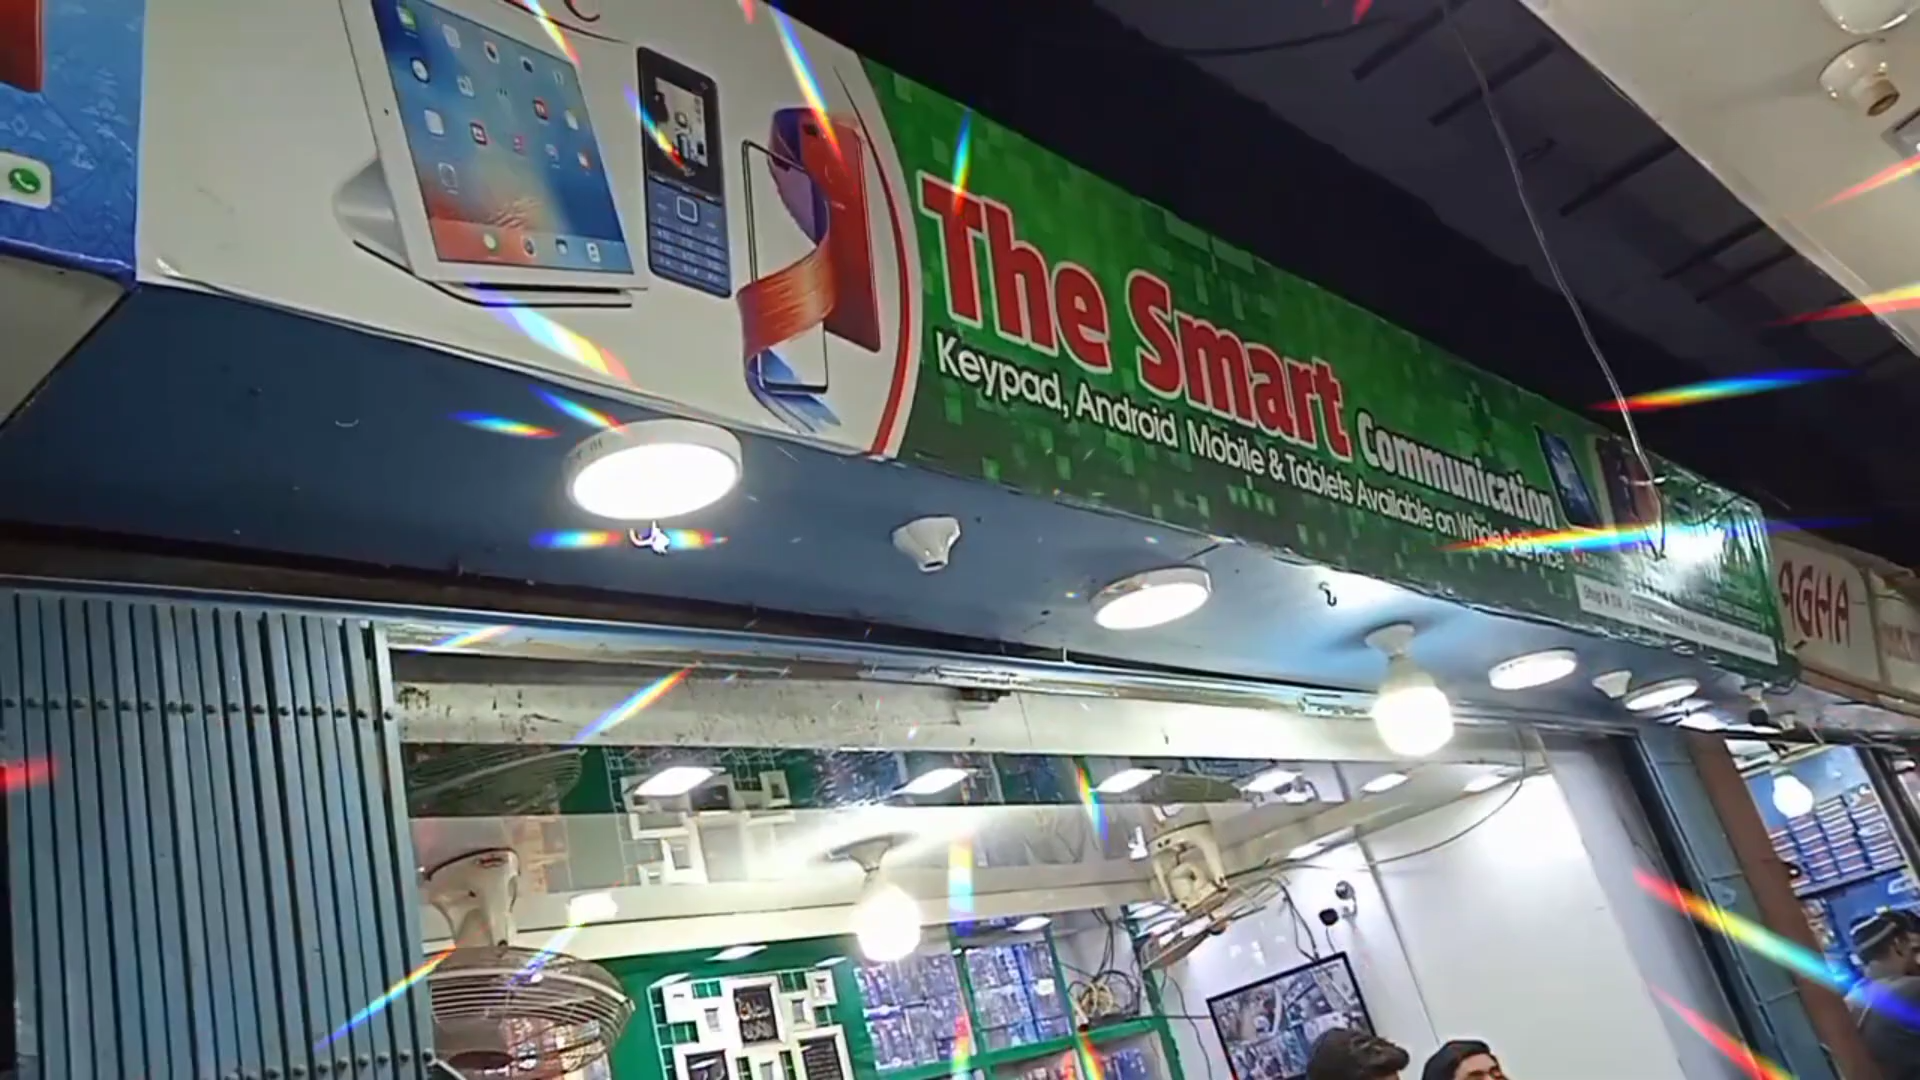 The Smart Communication
Keypad, Android Mobile & Tablets Available on Whole Sale Price
AGHA